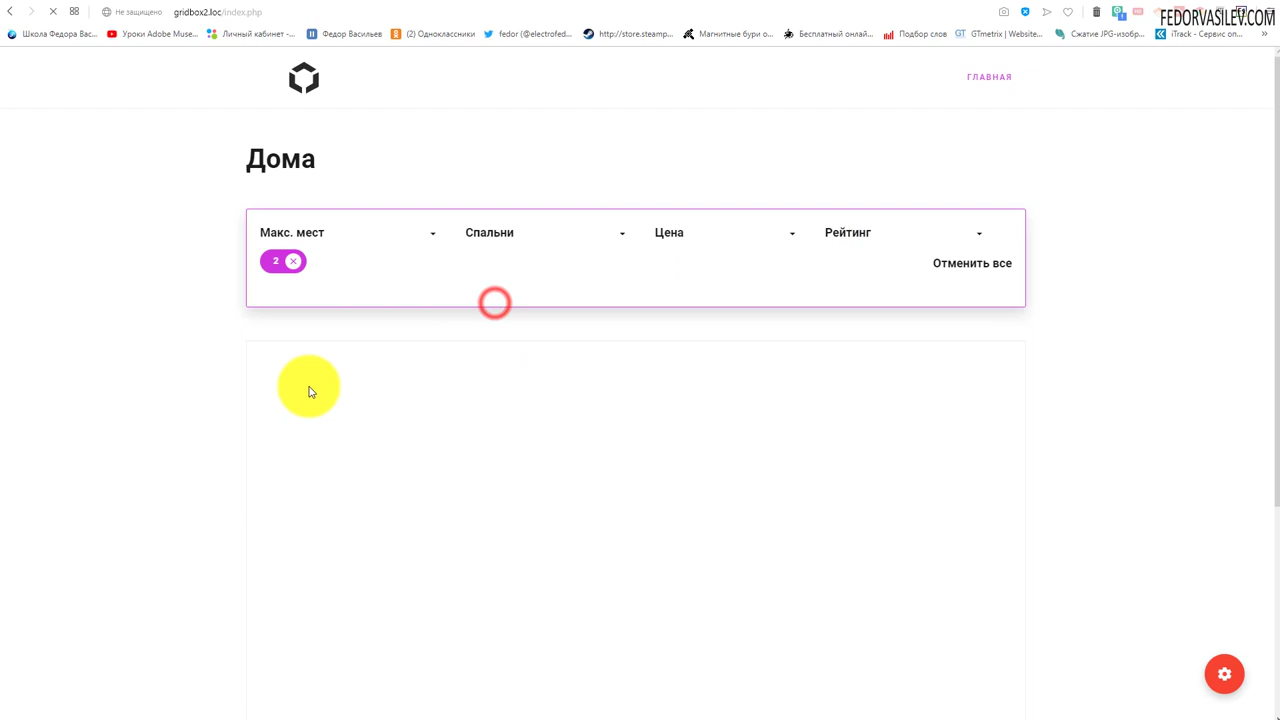 Не защищено gridbox2.loc/index.php
FEDORVASILEW.COM
Школа Федора Вас... Уроки Adobe Muse... Личный кабинет -... Федор Васильев (2) Одноклассники fedor (@electrofed... http://store.steamp... Магнитные бури о... Бесплатный онлай... Подбор слов GTmetrix | Website... Сжатие JPG-изобр... iTrack - Сервис оп... »
ГЛАВНАЯ
Дома
Макс. мест Спальни Цена Рейтинг
2
Отменить все